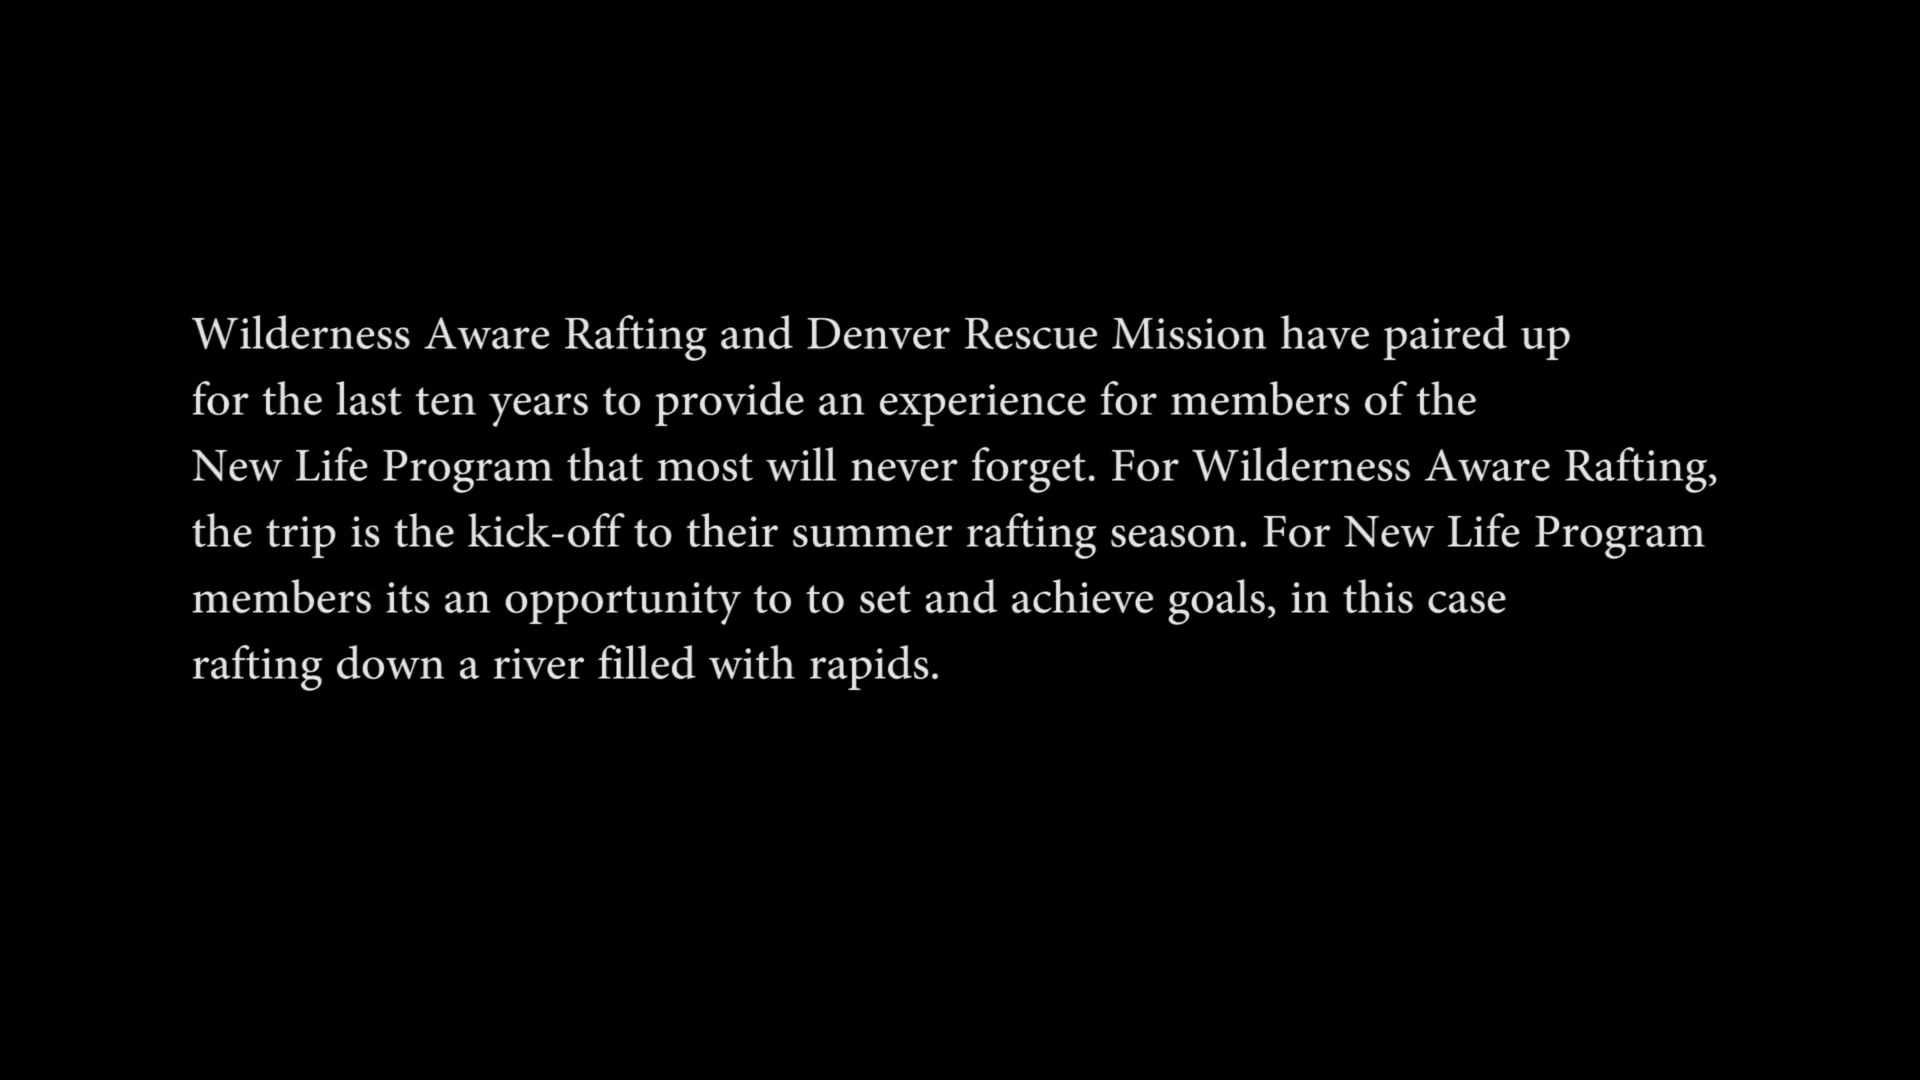 Wilderness Aware Rafting and Denver Rescue Mission have paired up
for the last ten years to provide an experience for members of the
New Life Program that most will never forget. For Wilderness Aware Rafting,
the trip is the kick-off to their summer rafting season. For New Life Program
members its an opportunity to to set and achieve goals, in this case
rafting down a river filled with rapids.